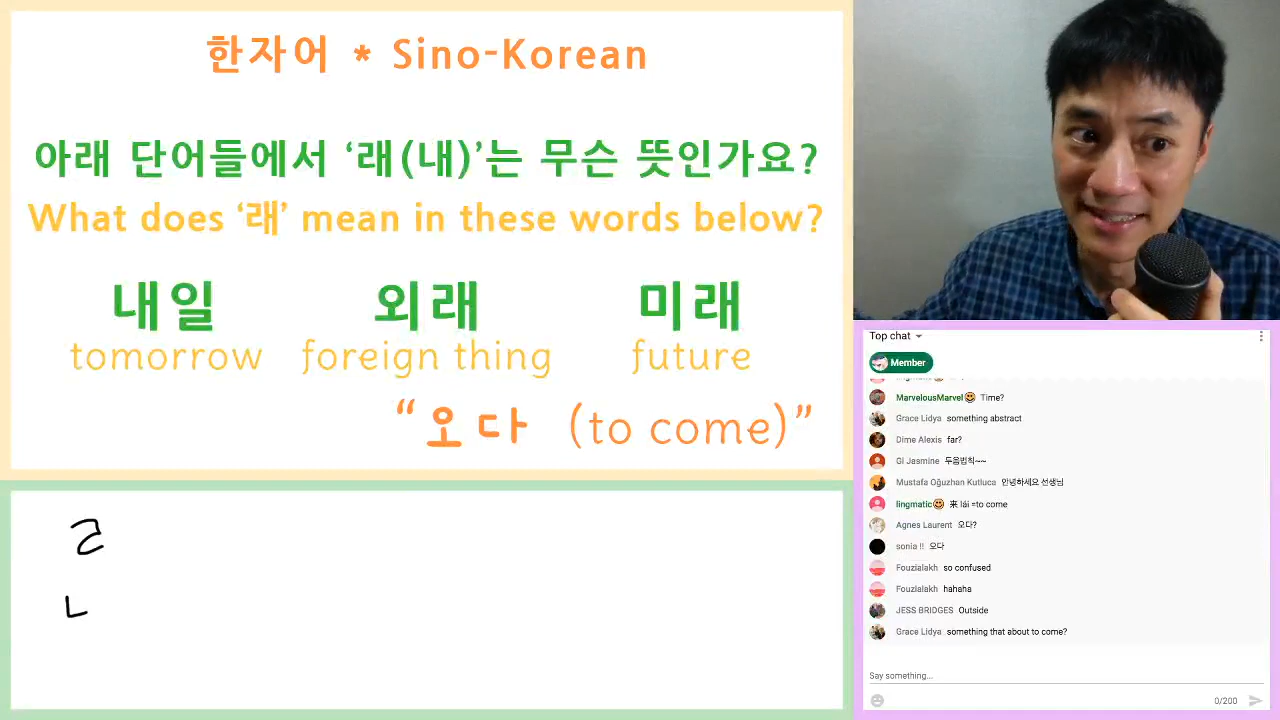 한자어 * Sino-Korean
아래 단어들에서 ‘래(내)’는 무슨 뜻인가요?
What does ‘래’ mean in these words below?
내일 외래 미래
tomorrow foreign thing future
“오다 (to come)”
ㄹ
ㄴ
Top chat
Member
MarvelousMarvel Time?
Grace Lidya something abstract
Dime Alexis far?
Gi Jasmine 두음법칙~~
Mustafa Oğuzhan Kutluca 안녕하세요 선생님
lingmatic 来 lái =to come
Agnes Laurent 오다?
sonia !! 오다
Fouzialakh so confused
Fouzialakh hahaha
JESS BRIDGES Outside
Grace Lidya something that about to come?
Say something...
0/200